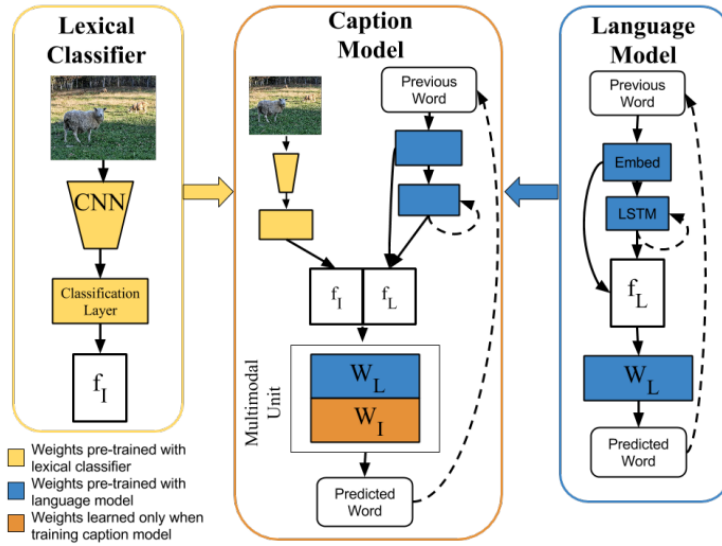 Lexical
Classifier
CNN
Classification
Layer
f_I
Weights pre-trained with
lexical classifier
Weights pre-trained with
language model
Weights learned only when
training caption model
Caption
Model
Previous
Word
f_I
f_L
Multimodal
Unit
W_L
W_I
Predicted
Word
Language
Model
Previous
Word
Embed
LSTM
f_L
W_L
Predicted
Word